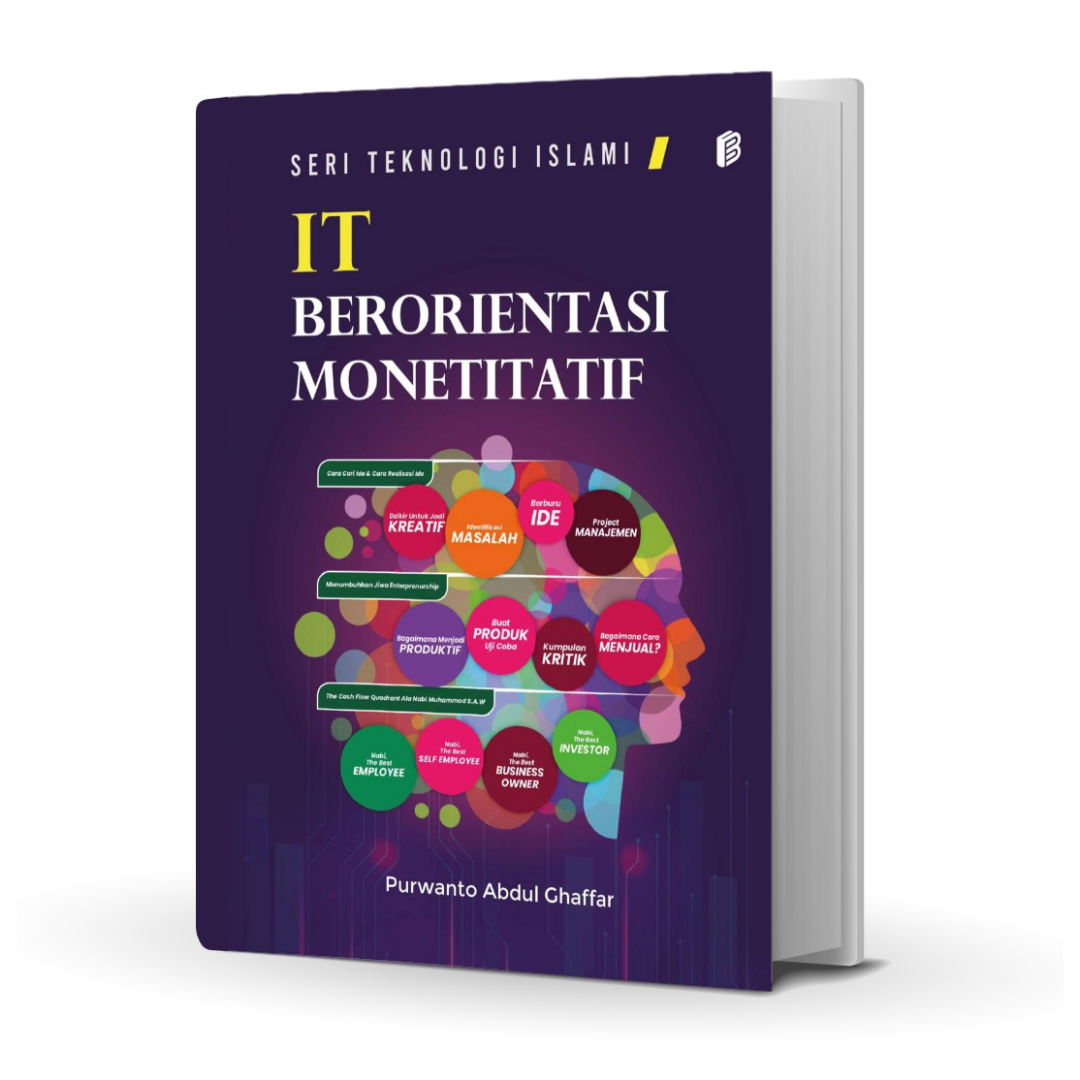 SERI TEKNOLOGI ISLAMI
IT
BERORIENTASI
MONETITATIF
Cara Cari Ide & Cara Realisasi Ide
Dzikir Untuk Jadi
KREATIF
Identifikasi
MASALAH
Berburu
IDE
Project
MANAJEMEN
Menumbuhkan Jiwa Enterprenurship
Bagaimana Menjadi
PRODUKTIF
Buat
PRODUK
Uji Coba
Kumpulan
KRITIK
Bagaimana Cara
MENJUAL?
The Cash Flow Quadrant Ala Nabi Muhammad S.A.W
Nabi,
The Best
EMPLOYEE
Nabi,
The Best
SELF EMPLOYEE
Nabi,
The Best
BUSINESS
OWNER
Nabi,
The Best
INVESTOR
Purwanto Abdul Ghaffar